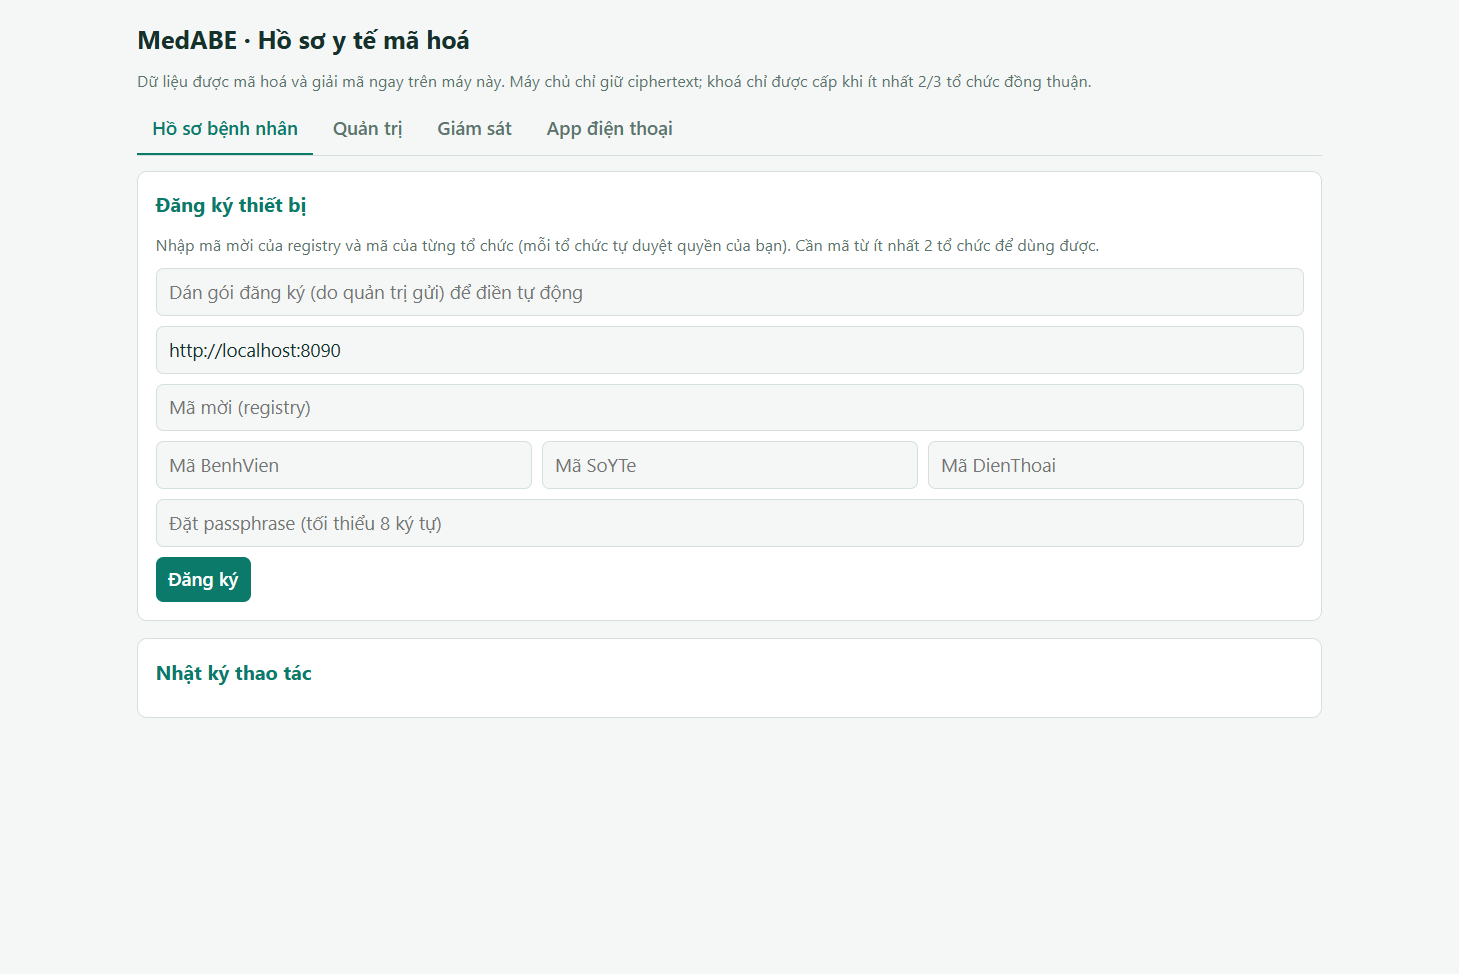 MedABE · Hồ sơ y tế mã hoá
Dữ liệu được mã hoá và giải mã ngay trên máy này. Máy chủ chỉ giữ ciphertext; khoá chỉ được cấp khi ít nhất 2/3 tổ chức đồng thuận.
Hồ sơ bệnh nhân Quản trị Giám sát App điện thoại
Đăng ký thiết bị
Nhập mã mời của registry và mã của từng tổ chức (mỗi tổ chức tự duyệt quyền của bạn). Cần mã từ ít nhất 2 tổ chức để dùng được.
Dán gói đăng ký (do quản trị gửi) để điền tự động
http://localhost:8090
Mã mời (registry)
Mã BenhVien Mã SoYTe Mã DienThoai
Đặt passphrase (tối thiểu 8 ký tự)
Đăng ký
Nhật ký thao tác